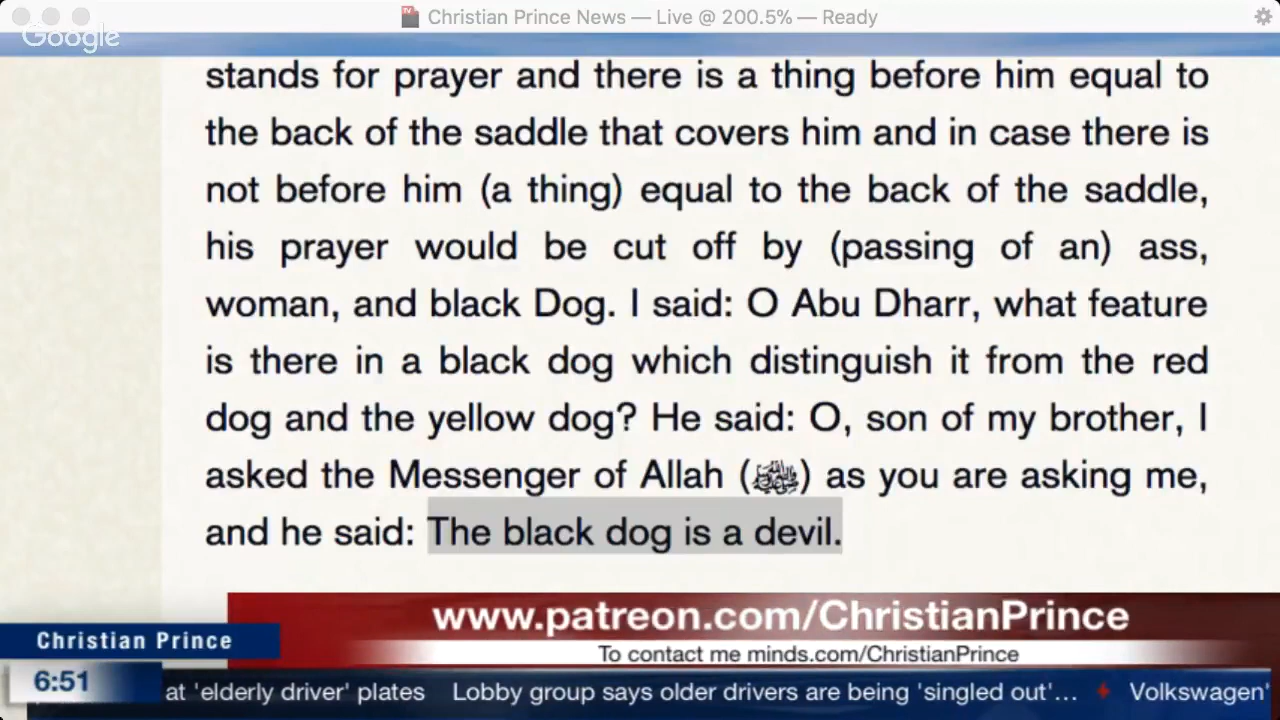 Christian Prince News — Live @ 200.5% — Ready
Google
stands for prayer and there is a thing before him equal to
the back of the saddle that covers him and in case there is
not before him (a thing) equal to the back of the saddle,
his prayer would be cut off by (passing of an) ass,
woman, and black Dog. I said: O Abu Dharr, what feature
is there in a black dog which distinguish it from the red
dog and the yellow dog? He said: O, son of my brother, I
asked the Messenger of Allah (ﷺ) as you are asking me,
and he said: The black dog is a devil.
www.patreon.com/ChristianPrince
Christian Prince
To contact me minds.com/ChristianPrince
6:51
at 'elderly driver' plates Lobby group says older drivers are being 'singled out'... Volkswagen'